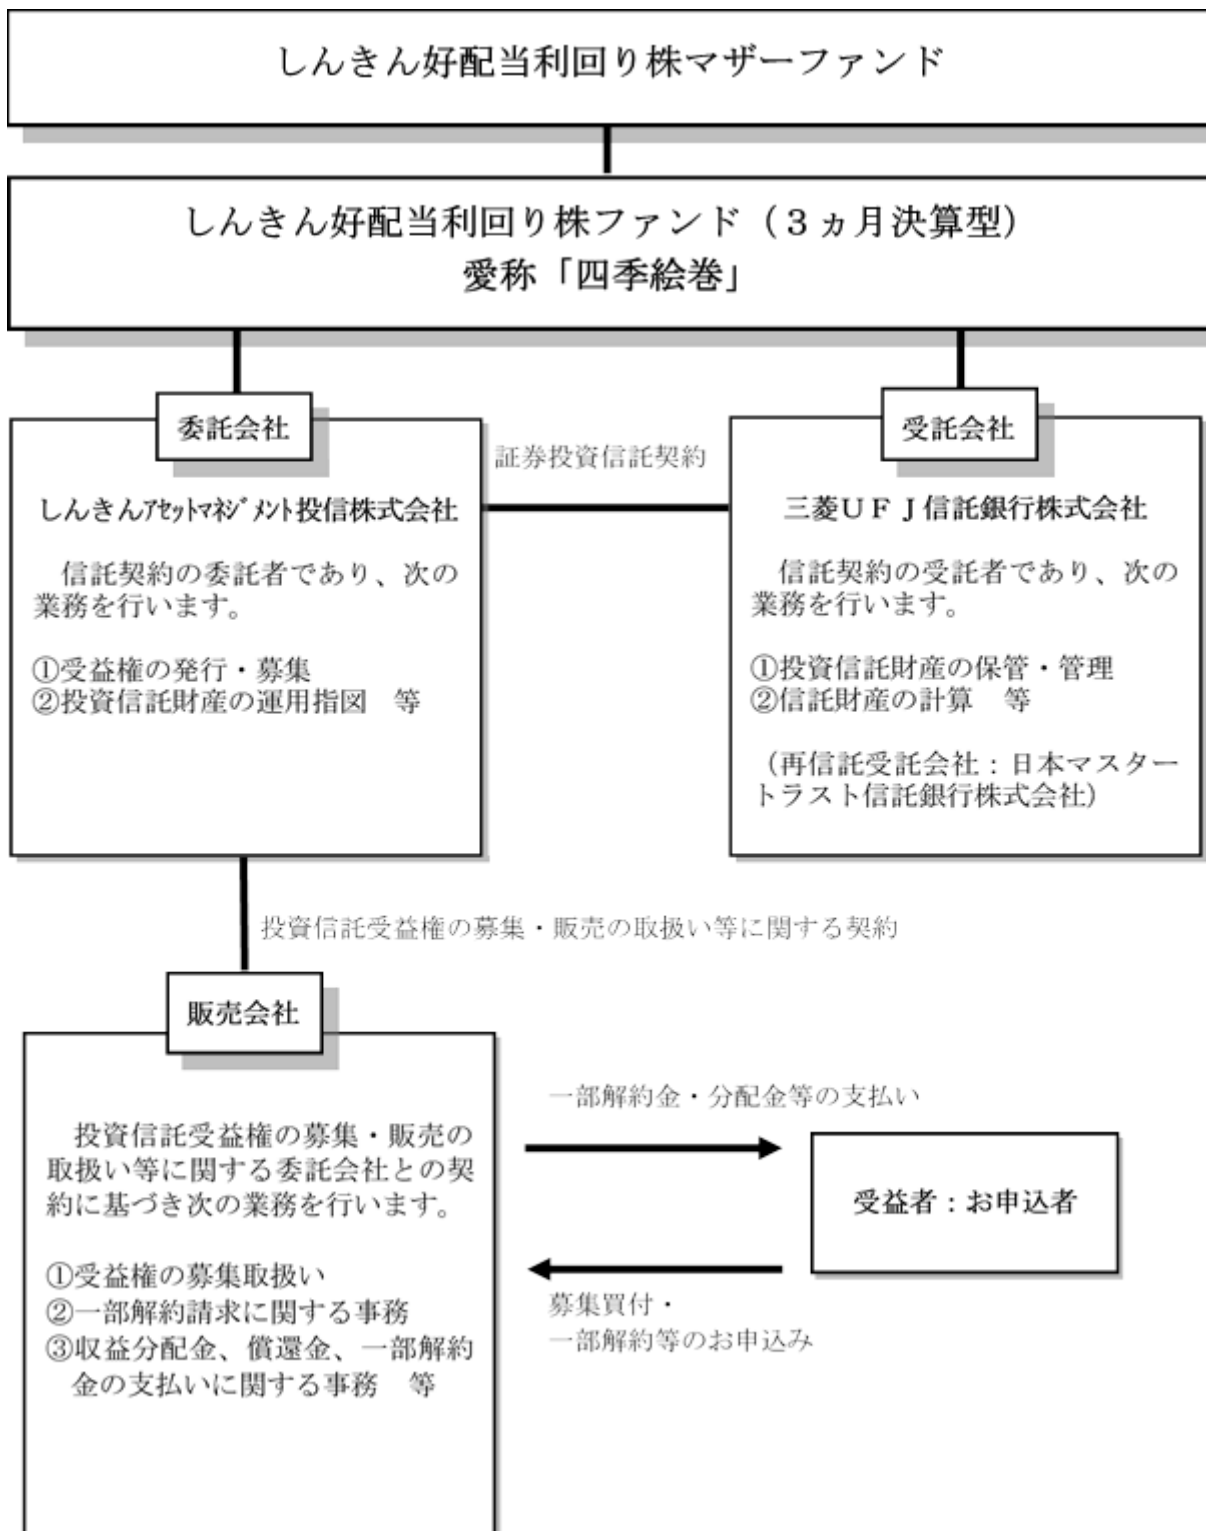 しんきん好配当利回り株マザーファンド
しんきん好配当利回り株ファンド（３ヵ月決算型）
愛称「四季絵巻」
委託会社
しんきんｱｾｯﾄﾏﾈｼﾞﾒﾝﾄ投信株式会社
信託契約の委託者であり、次の
業務を行います。
①受益権の発行・募集
②投資信託財産の運用指図　等
証券投資信託契約
受託会社
三菱ＵＦＪ信託銀行株式会社
信託契約の受託者であり、次の
業務を行います。
①投資信託財産の保管・管理
②信託財産の計算　等
（再信託受託会社：日本マスター
トラスト信託銀行株式会社）
投資信託受益権の募集・販売の取扱い等に関する契約
販売会社
投資信託受益権の募集・販売の
取扱い等に関する委託会社との契
約に基づき次の業務を行います。
①受益権の募集取扱い
②一部解約請求に関する事務
③収益分配金、償還金、一部解約
金の支払いに関する事務　等
一部解約金・分配金等の支払い
受益者：お申込者
募集買付・
一部解約等のお申込み